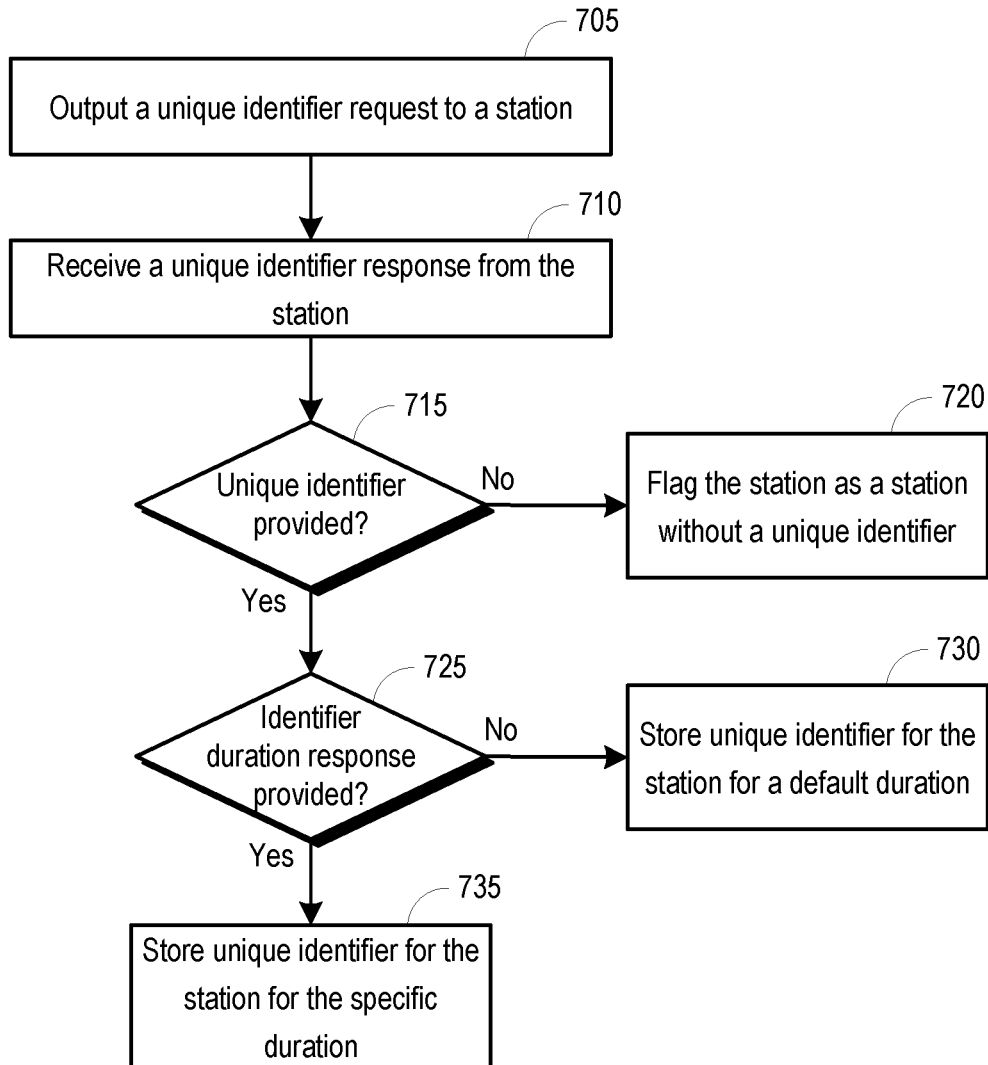 705
Output a unique identifier request to a station
710
Receive a unique identifier response from the
station
715
Unique identifier
provided?
No
720
Flag the station as a station
without a unique identifier
Yes
725
Identifier
duration response
provided?
No
730
Store unique identifier for the
station for a default duration
Yes
735
Store unique identifier for the
station for the specific
duration